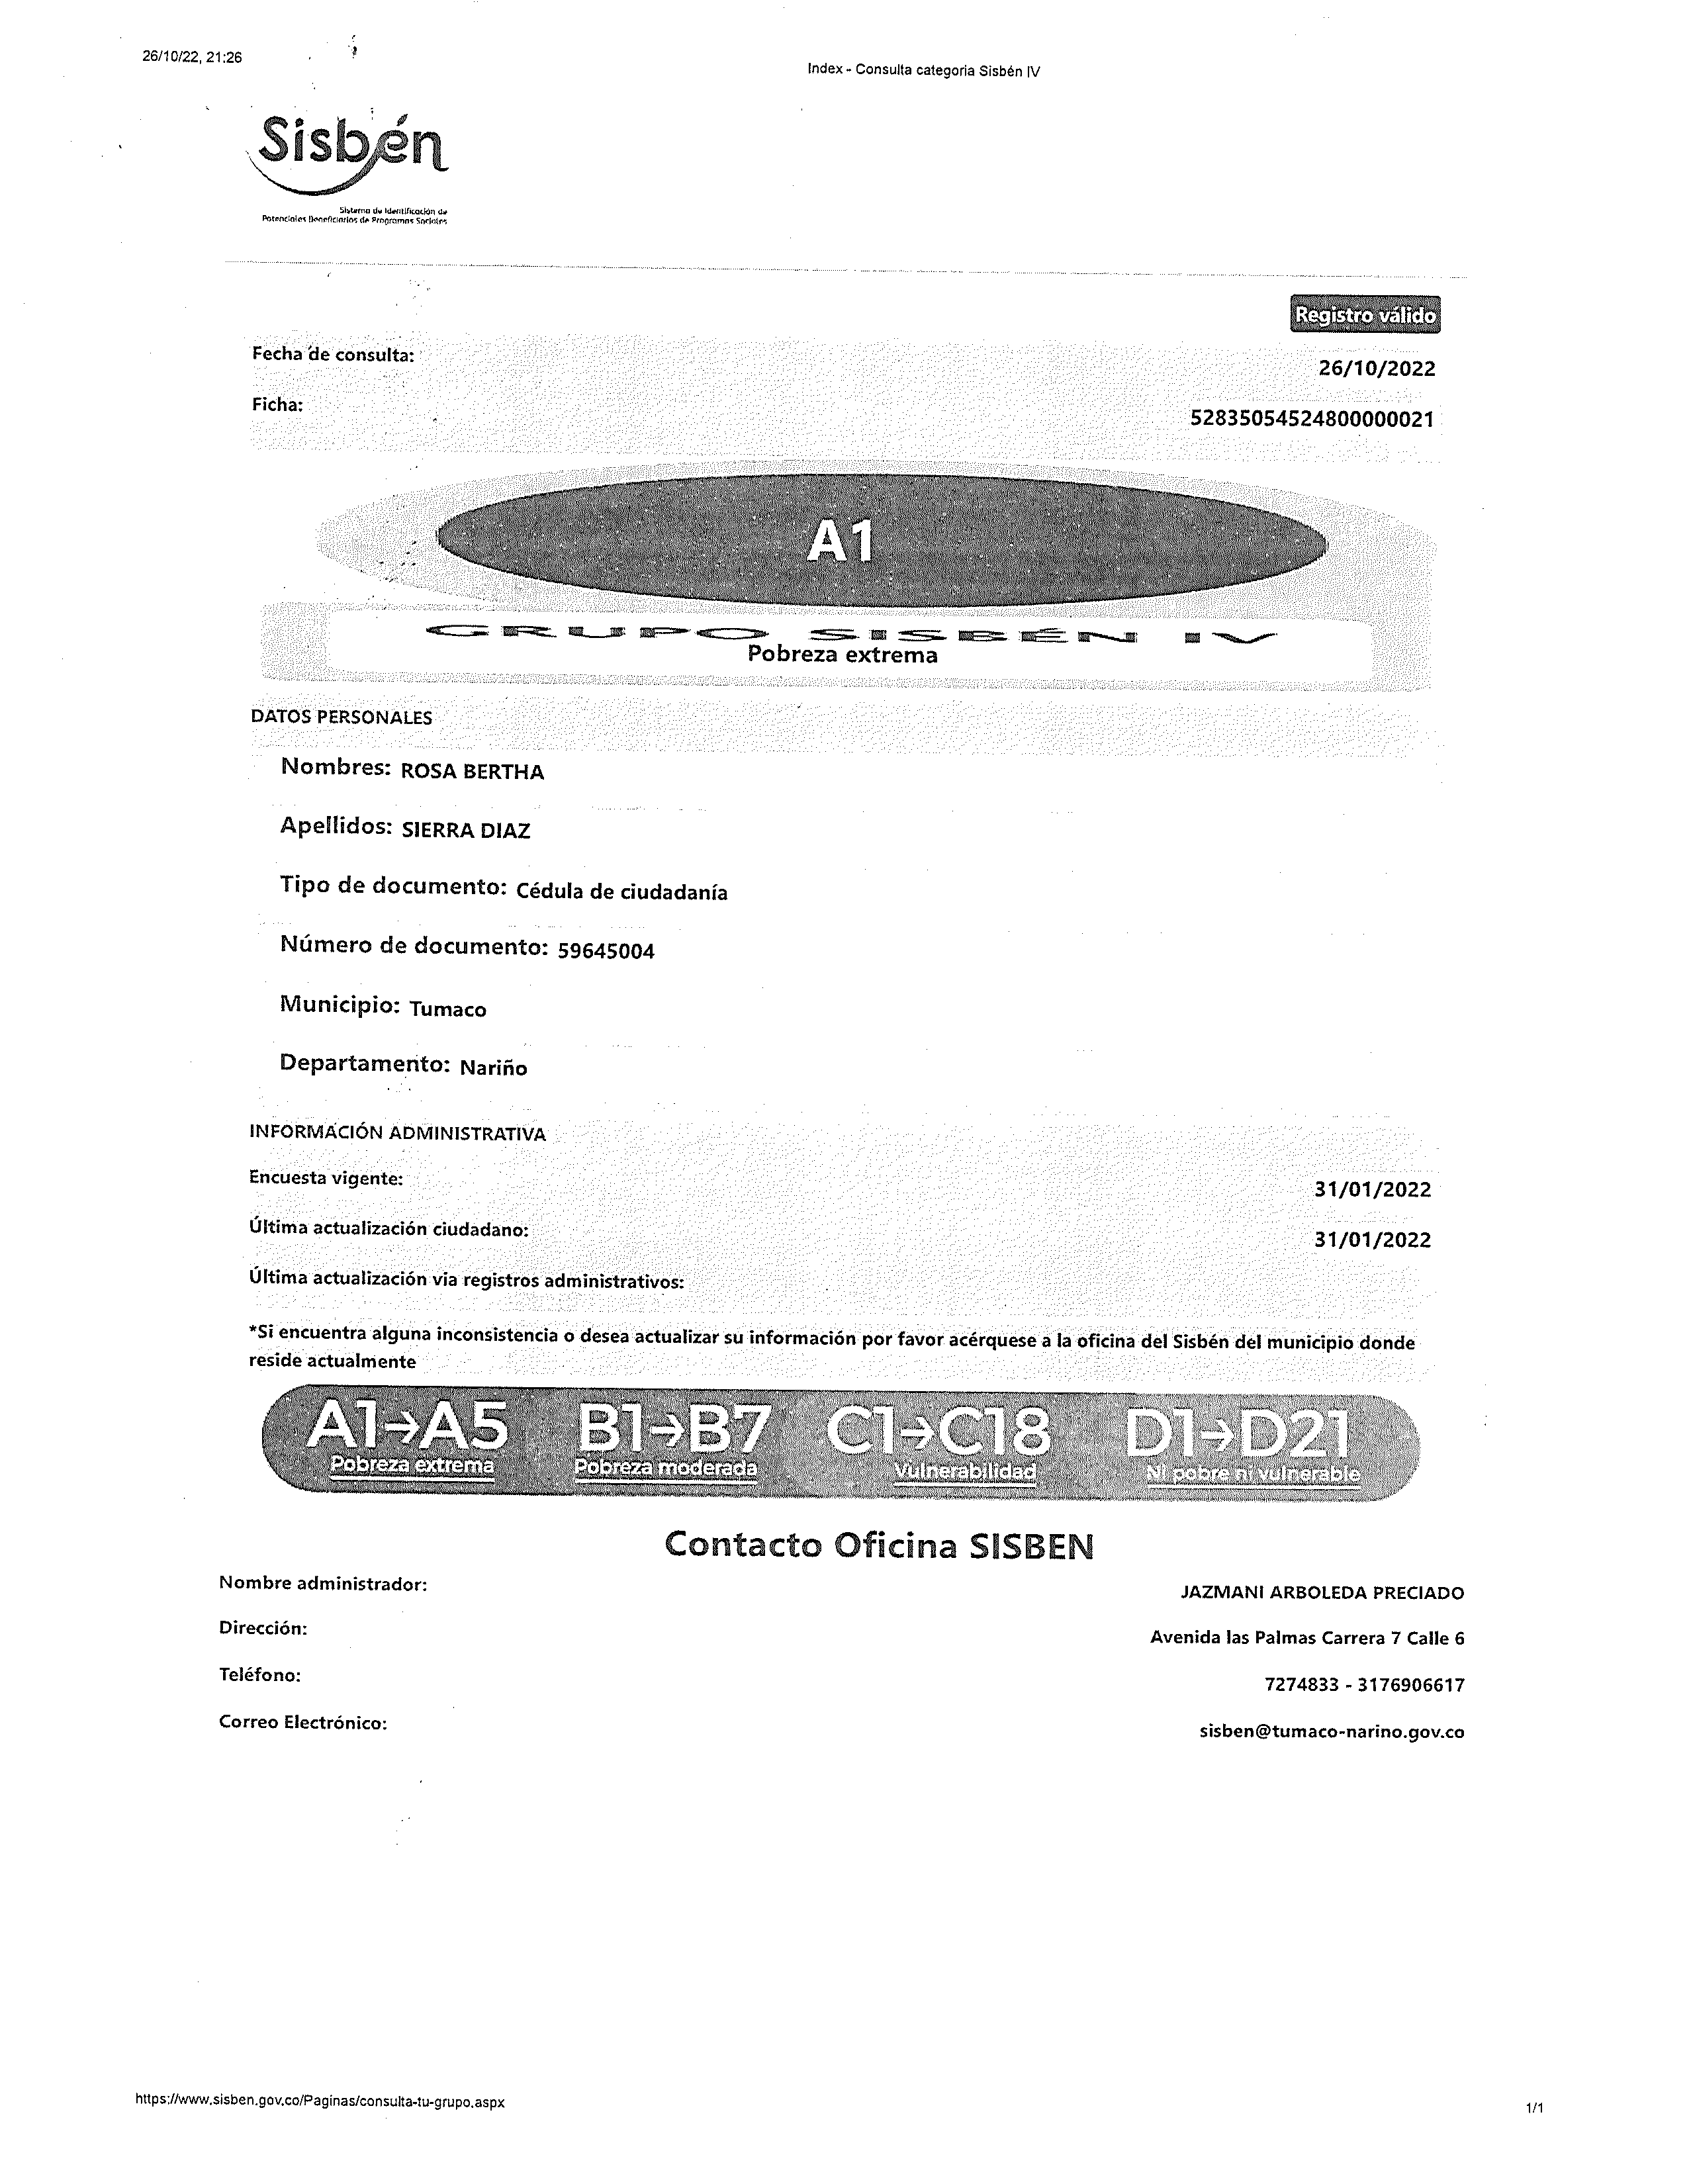 26/10/22, 21:26
Index - Consulta categoria Sisbén IV
Sisbén
Sistema de Identificación de
Potenciales Beneficiarios de Programas Sociales
Registro válido
Fecha de consulta:
26/10/2022
Ficha:
52835054524800000021
A1
GRUPO SISBÉN IV
Pobreza extrema
DATOS PERSONALES
Nombres: ROSA BERTHA
Apellidos: SIERRA DIAZ
Tipo de documento: Cédula de ciudadanía
Número de documento: 59645004
Municipio: Tumaco
Departamento: Nariño
INFORMACIÓN ADMINISTRATIVA
Encuesta vigente:
31/01/2022
Última actualización ciudadano:
31/01/2022
Última actualización via registros administrativos:
*Si encuentra alguna inconsistencia o desea actualizar su información por favor acérquese a la oficina del Sisbén del municipio donde
reside actualmente
A1→A5 B1→B7 C1→C18 D1→D21
Pobreza extrema Pobreza moderada Vulnerabilidad Ni pobre ni vulnerable
Contacto Oficina SISBEN
Nombre administrador:
JAZMANI ARBOLEDA PRECIADO
Dirección:
Avenida las Palmas Carrera 7 Calle 6
Teléfono:
7274833 - 3176906617
Correo Electrónico:
sisben@tumaco-narino.gov.co
https://www.sisben.gov.co/Paginas/consulta-tu-grupo.aspx
1/1